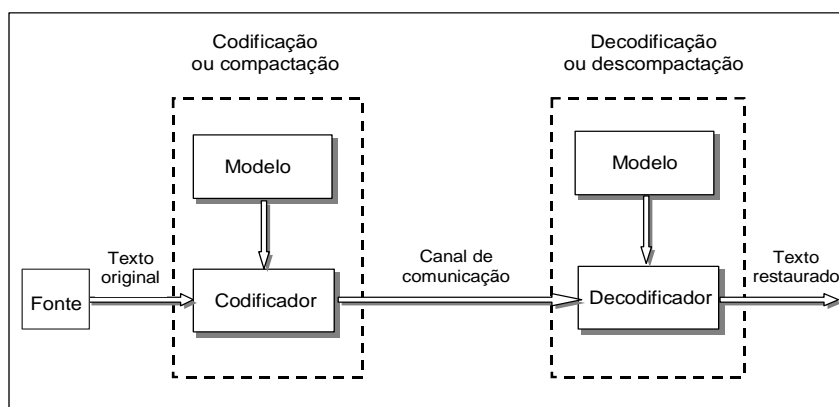 Codificação
ou compactação
Decodificação
ou descompactação
Modelo
Modelo
Texto
original
Canal de
comunicação
Texto
restaurado
Fonte
Codificador
Decodificador